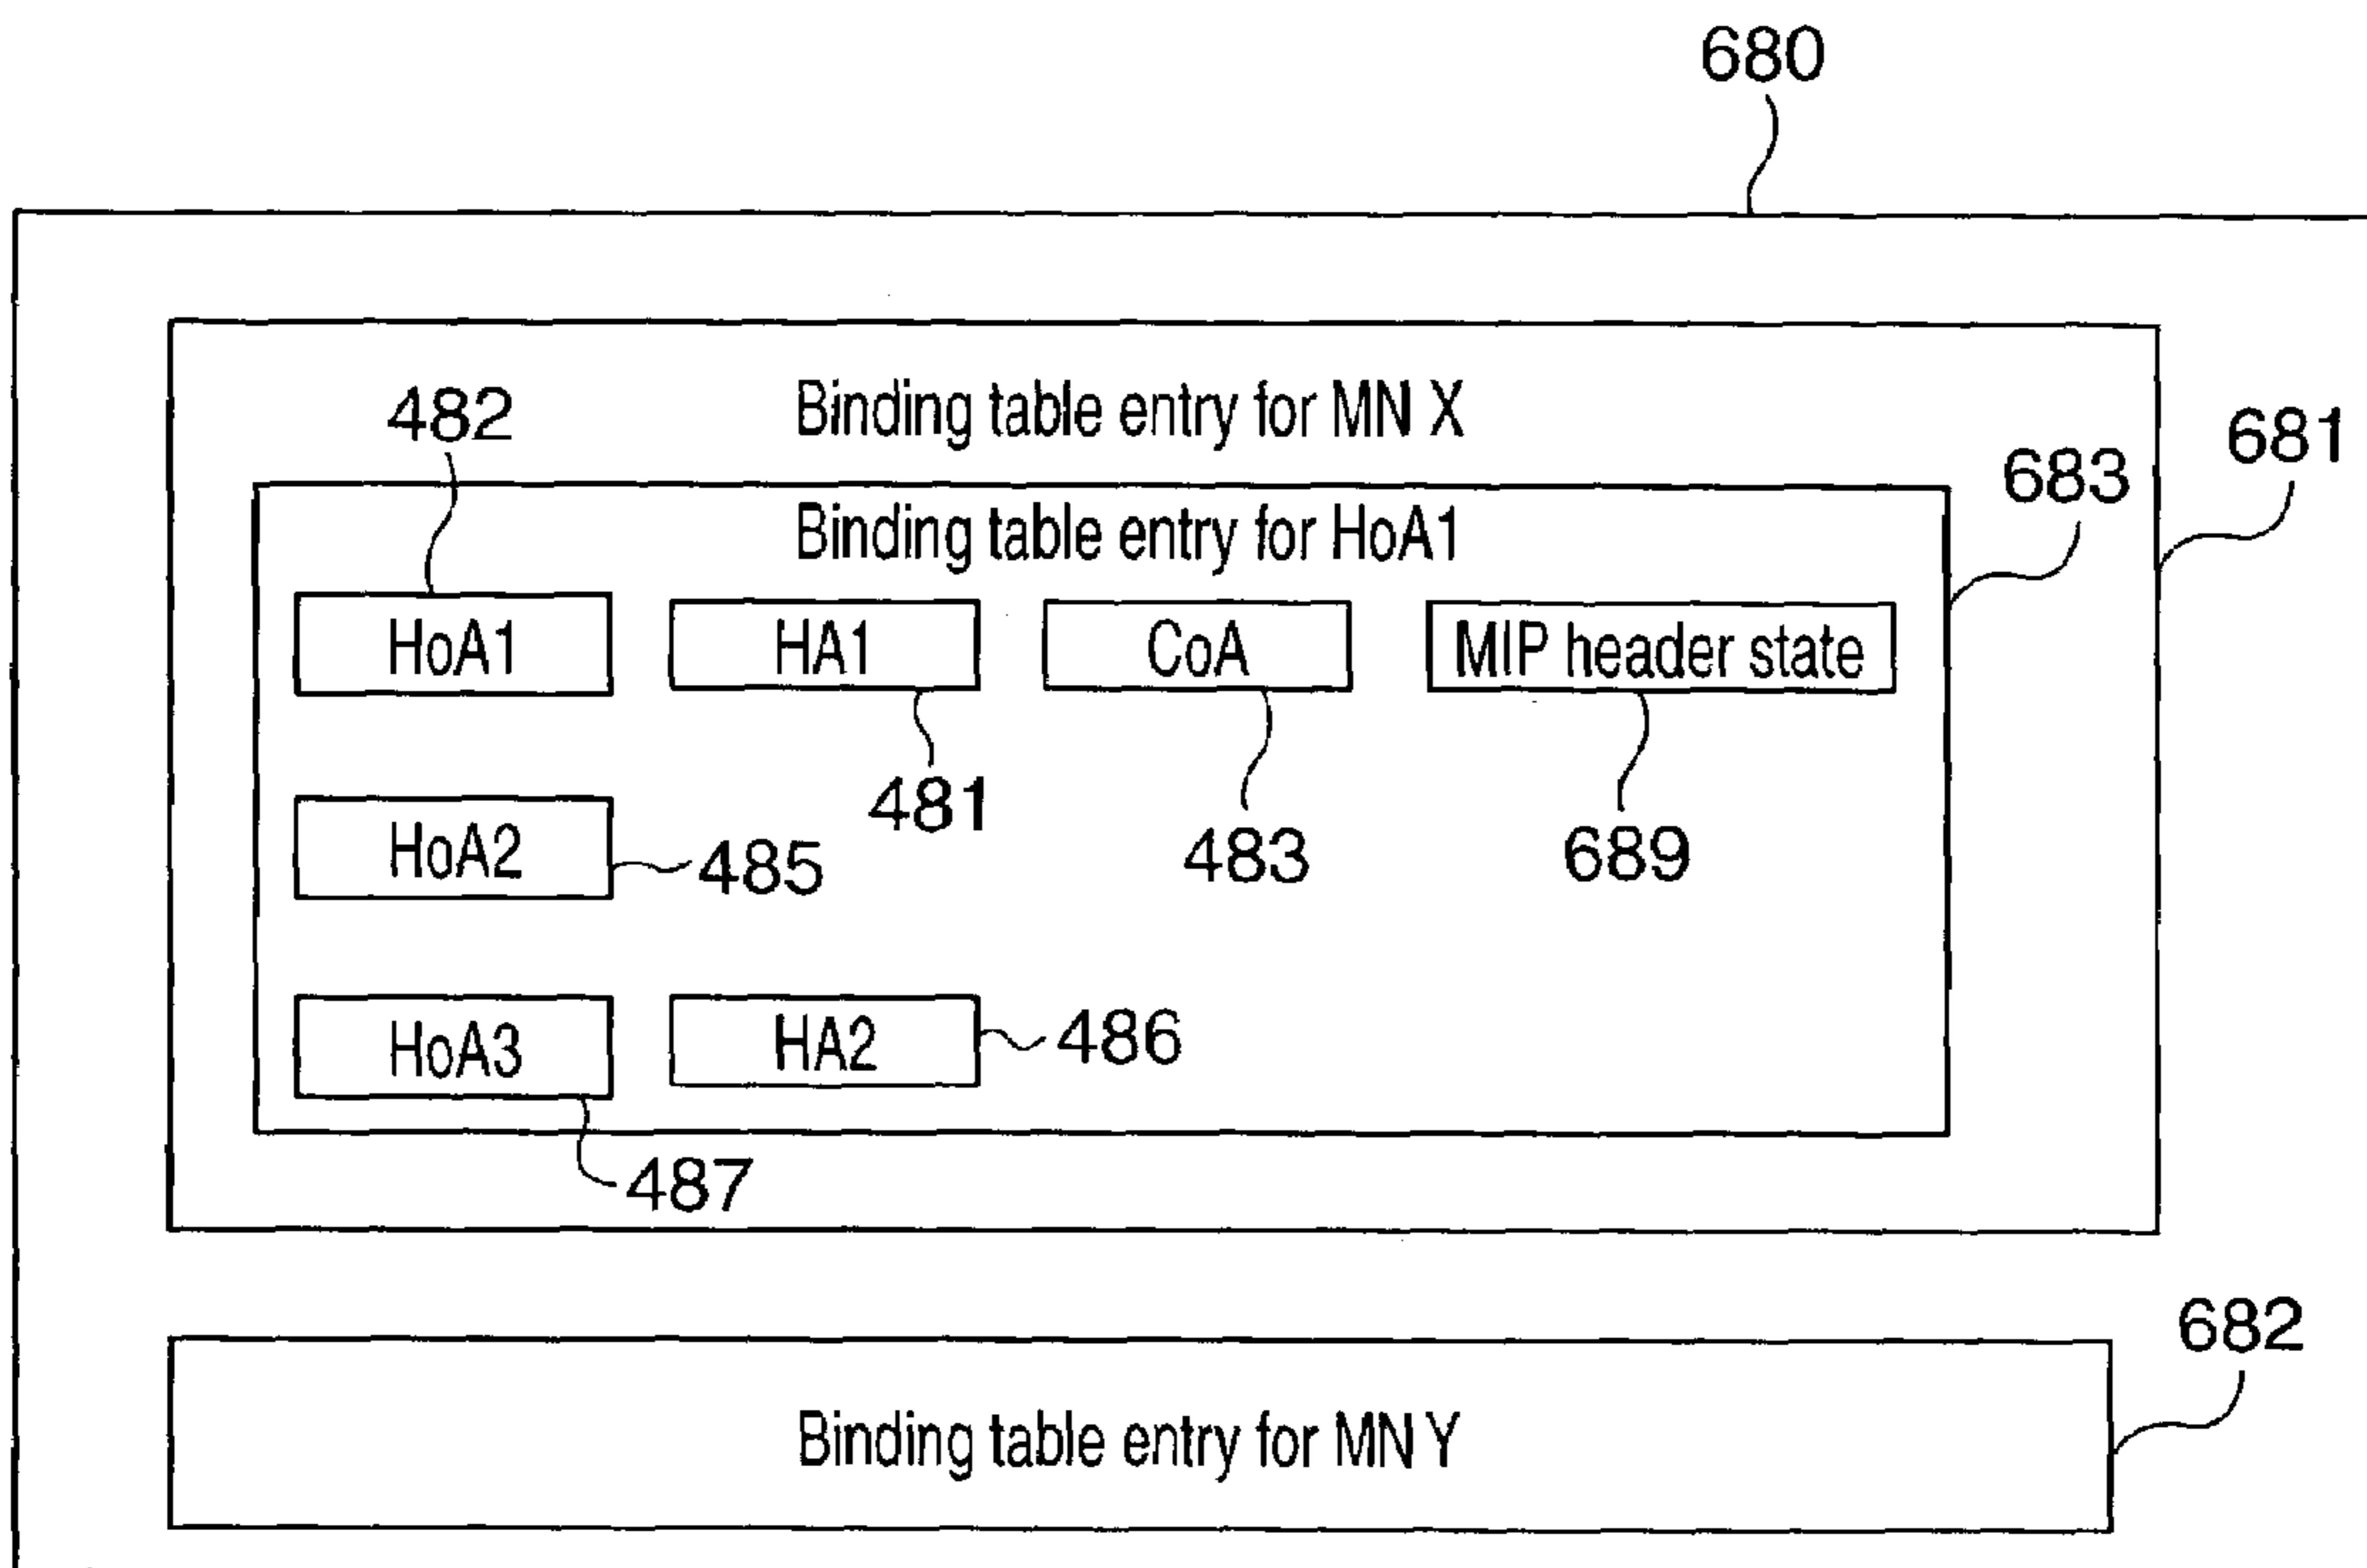 680
Binding table entry for MN X
482
681
683
Binding table entry for HoA1
HoA1 HA1 CoA MIP header state
481
483
689
HoA2
485
HoA3 HA2
486
487
682
Binding table entry for MN Y